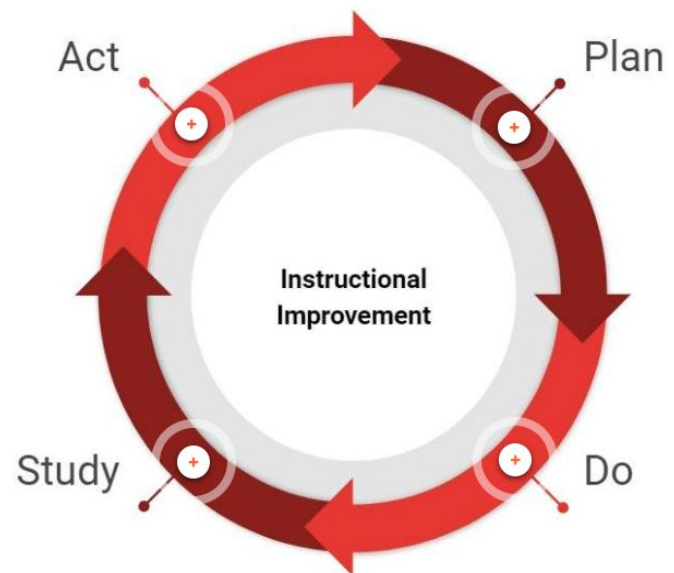 Act
Plan
Instructional
Improvement
Study
Do